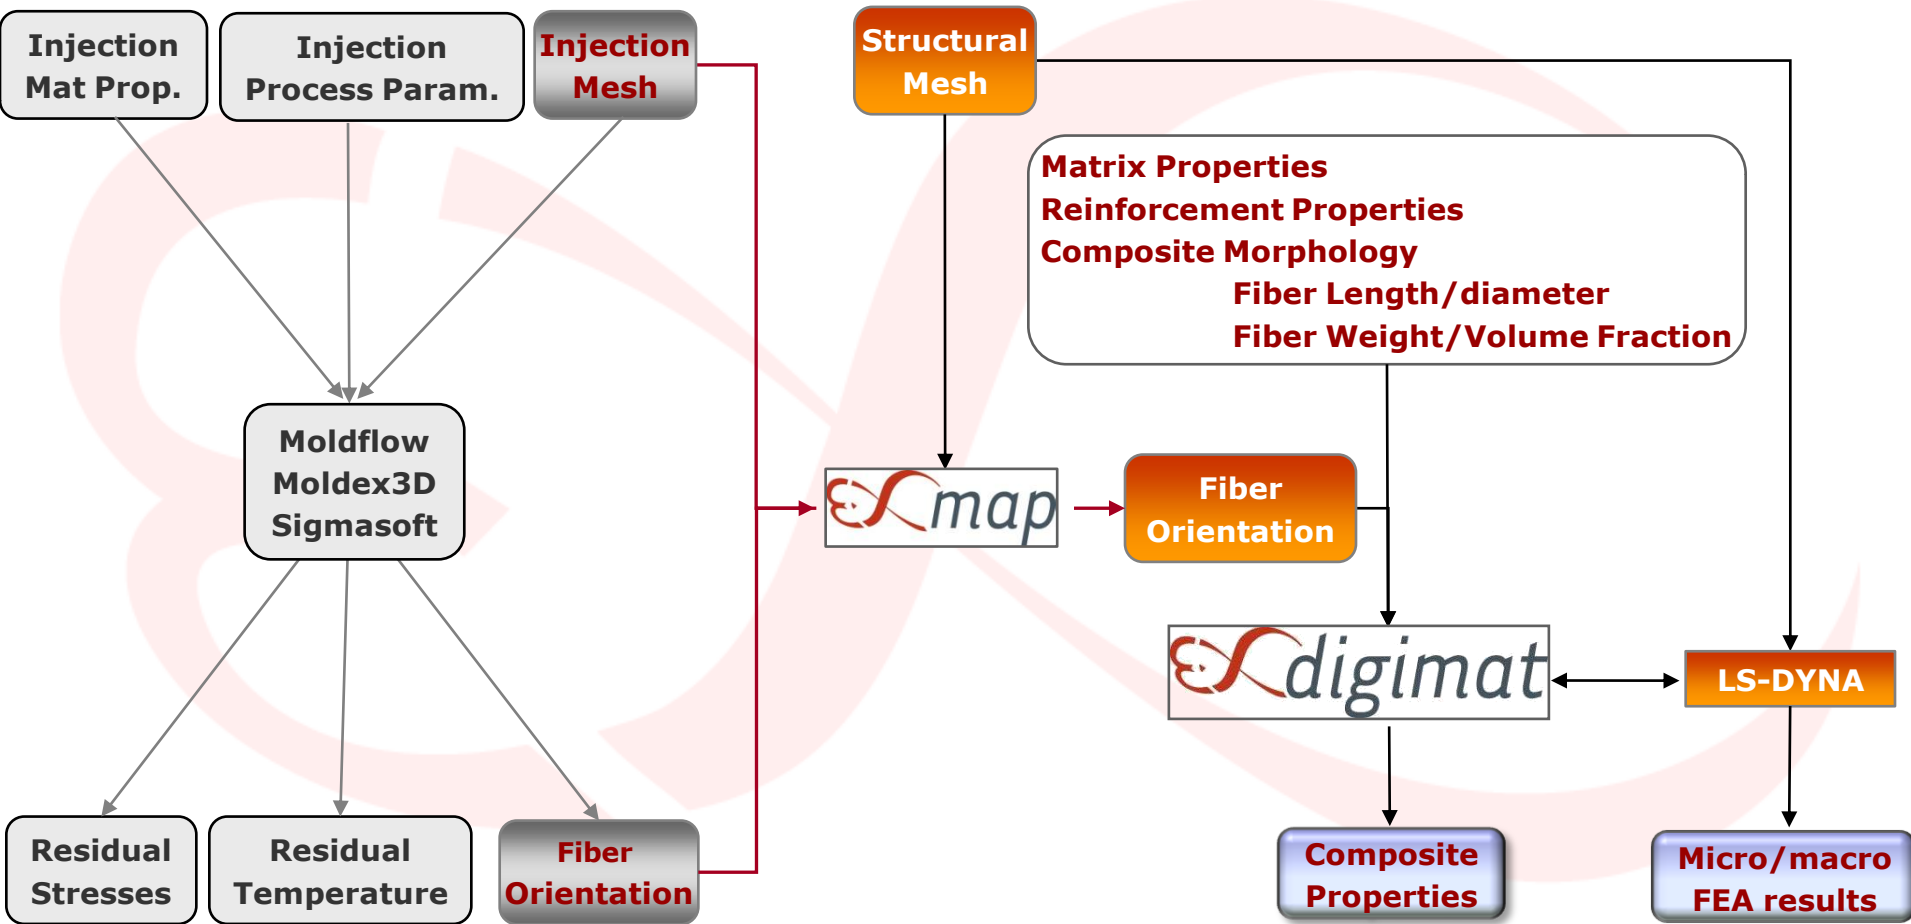 Injection
Mat Prop.
Injection
Process Param.
Injection
Mesh
Structural
Mesh
Matrix Properties
Reinforcement Properties
Composite Morphology
Fiber Length/diameter
Fiber Weight/Volume Fraction
Moldflow
Moldex3D
Sigmasoft
map
Fiber
Orientation
digimat
LS-DYNA
Residual
Stresses
Residual
Temperature
Fiber
Orientation
Composite
Properties
Micro/macro
FEA results